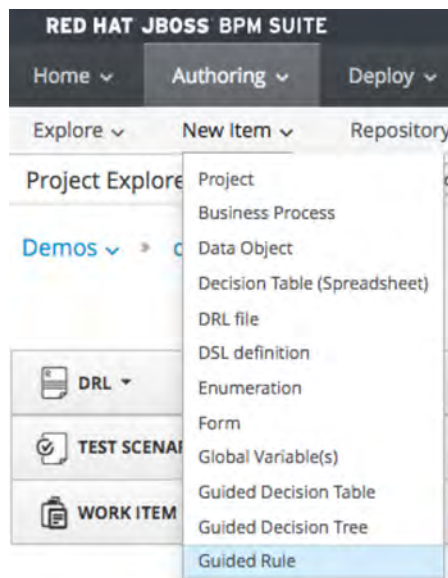 RED HAT JBOSS BPM SUITE
Home Authoring Deploy
Explore New Item Repository
Project Explore
Project
Business Process
Demos »
Data Object
Decision Table (Spreadsheet)
DRL file
DSL definition
DRL
Enumeration
Form
TEST SCENAR
Global Variable(s)
Guided Decision Table
WORK ITEM
Guided Decision Tree
Guided Rule